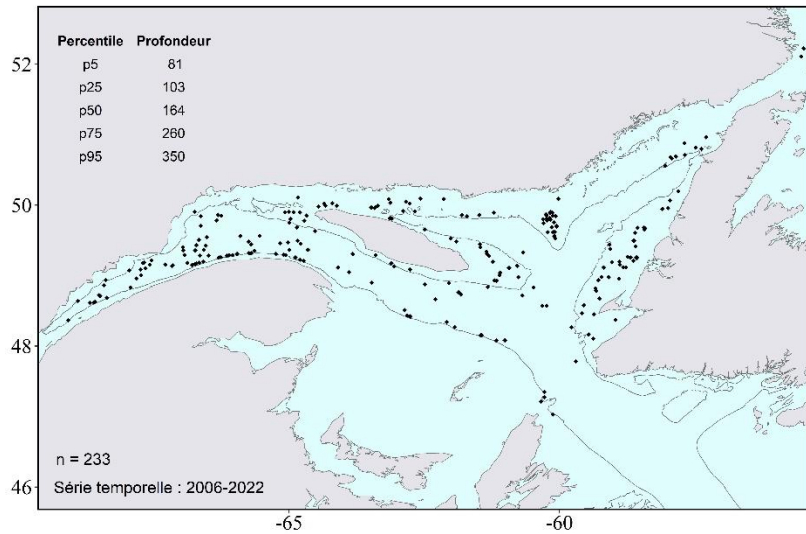 Percentile Profondeur
p5 81
p25 103
p50 164
p75 260
p95 350
52
50
48
46
n = 233
Série temporelle : 2006-2022
-65 -60